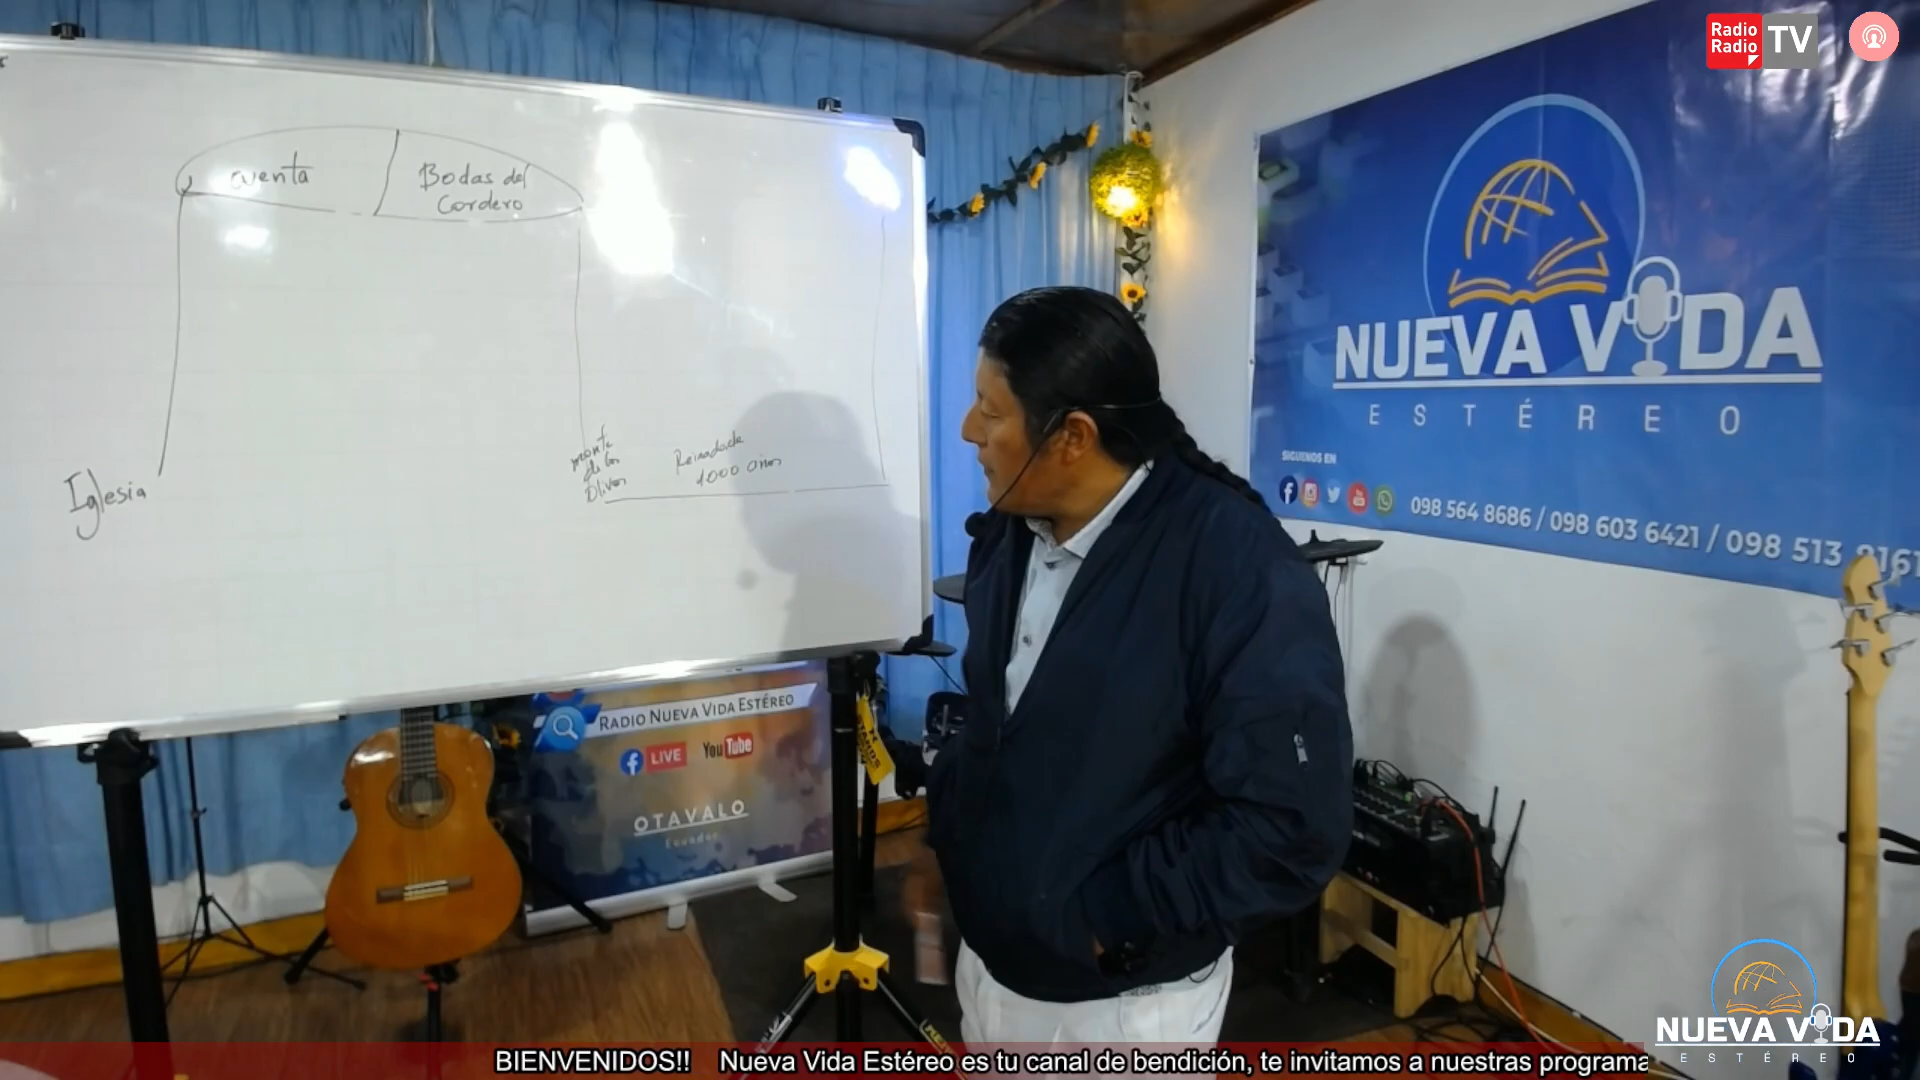 Radio
Radio
TV
cuenta
Bodas del
Cordero
Iglesia
monte
de los
Olivos
Reinado de
1000 años
NUEVA VIDA
ESTÉREO
SIGUENOS EN
098 564 8686 / 098 603 6421 / 098 513
RADIO NUEVA VIDA ESTÉREO
LIVE
YouTube
OTAVALO
Ecuador
NUEVA VIDA
ESTÉREO
BIENVENIDOS!! Nueva Vida Estéreo es tu canal de bendición, te invitamos a nuestras programa